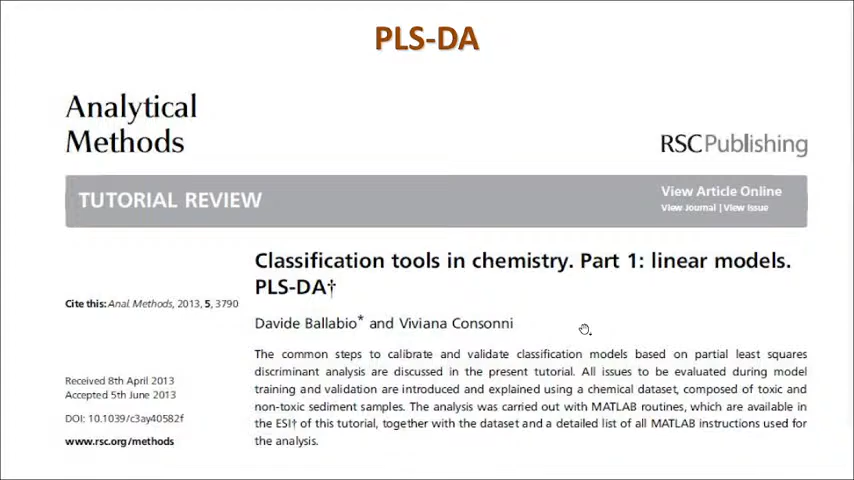 PLS-DA
Analytical
Methods
RSCPublishing
TUTORIAL REVIEW
View Article Online
View Journal | View Issue
Classification tools in chemistry. Part 1: linear models.
PLS-DA†
Cite this: Anal. Methods, 2013, 5, 3790
Davide Ballabio* and Viviana Consonni
The common steps to calibrate and validate classification models based on partial least squares
discriminant analysis are discussed in the present tutorial. All issues to be evaluated during model
training and validation are introduced and explained using a chemical dataset, composed of toxic and
non-toxic sediment samples. The analysis was carried out with MATLAB routines, which are available in
the ESI† of this tutorial, together with the dataset and a detailed list of all MATLAB instructions used for
the analysis.
Received 8th April 2013
Accepted 5th June 2013
DOI: 10.1039/c3ay40582f
www.rsc.org/methods